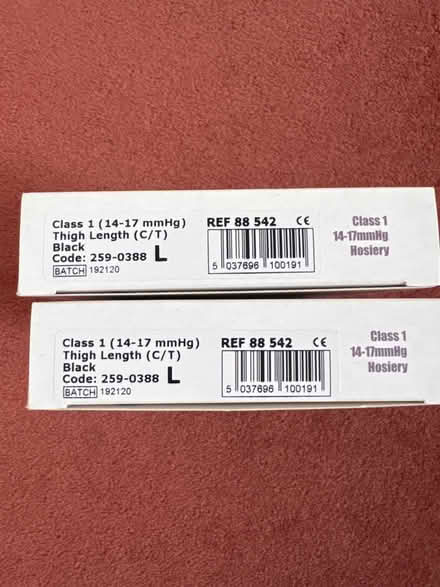 Class 1 (14-17 mmHg)
Thigh Length (C/T)
Black
Code: 259-0388 L
BATCH 192120
REF 88 542 CE
5 037696 100191
Class 1
14-17mmHg
Hosiery
Class 1 (14-17 mmHg)
Thigh Length (C/T)
Black
Code: 259-0388 L
BATCH 192120
REF 88 542 CE
5 037696 100191
Class 1
14-17mmHg
Hosiery